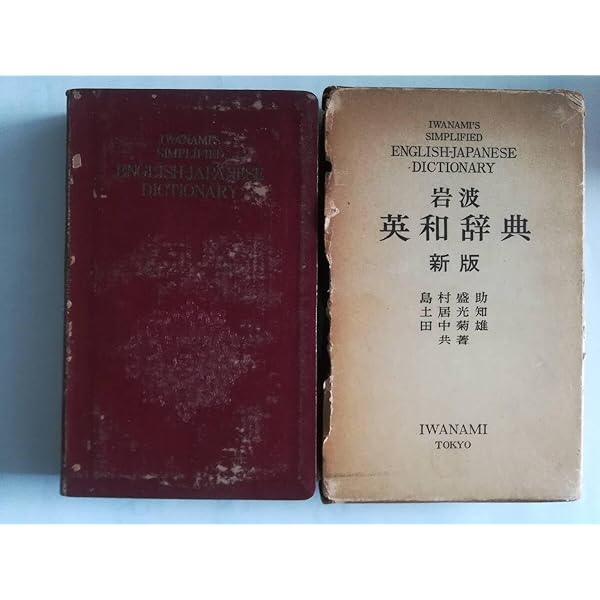 IWANAMI'S
SIMPLIFIED
ENGLISH-JAPANESE
DICTIONARY
IWANAMI'S
SIMPLIFIED
ENGLISH-JAPANESE
DICTIONARY
岩波
英和辞典
新版
島村盛助
土居光知
田中菊雄
共著
IWANAMI
TOKYO